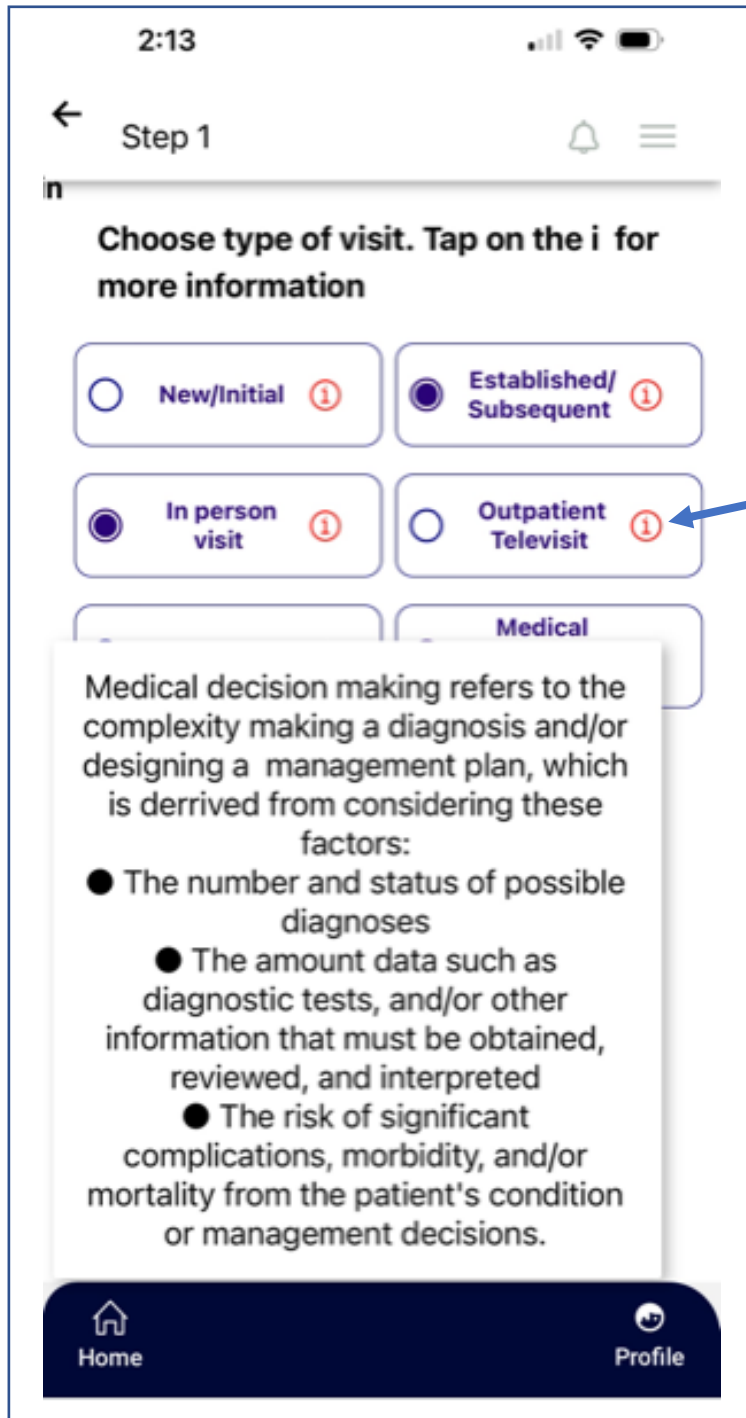 2:13
Step 1
in
Choose type of visit. Tap on the i for
more information
New/Initial i
Established/
Subsequent i
In person
visit i
Outpatient
Televisit i
Medical
Medical decision making refers to the
complexity making a diagnosis and/or
designing a management plan, which
is derrived from considering these
factors:
● The number and status of possible
diagnoses
● The amount data such as
diagnostic tests, and/or other
information that must be obtained,
reviewed, and interpreted
● The risk of significant
complications, morbidity, and/or
mortality from the patient's condition
or management decisions.
Home
Profile